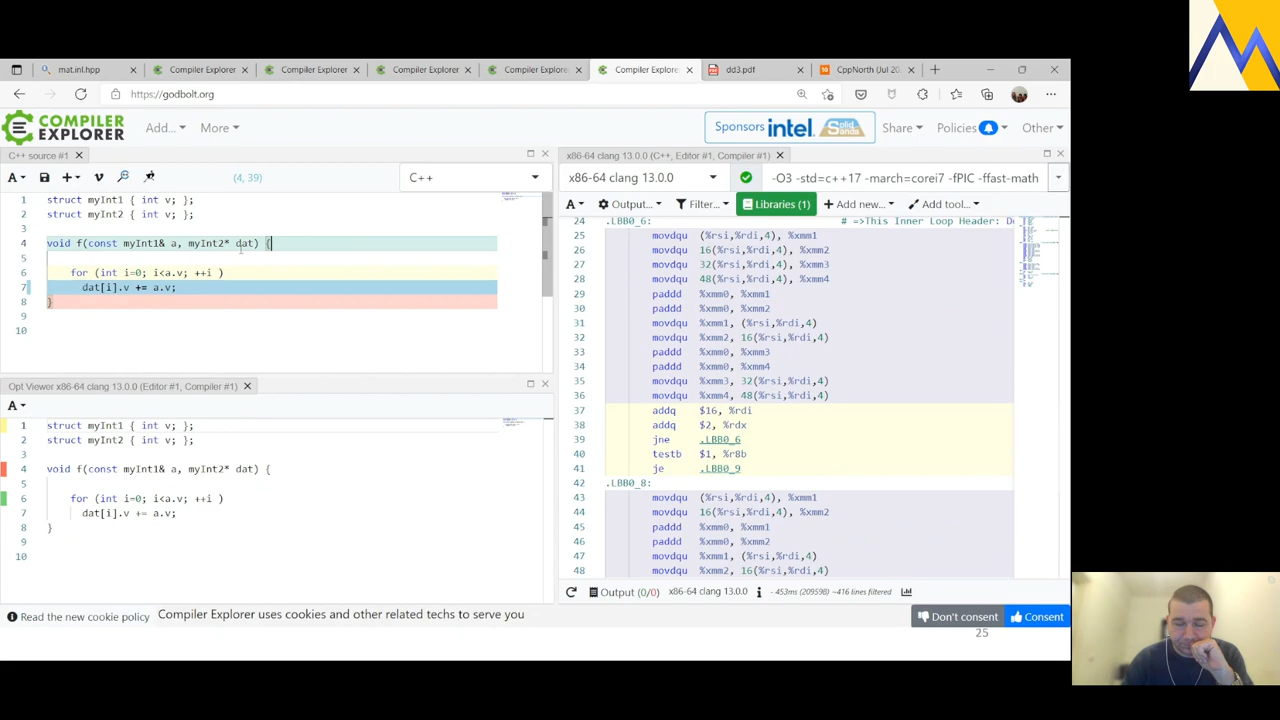 mat.inl.hpp
Compiler Explorer
Compiler Explorer
Compiler Explorer
Compiler Explorer
Compiler Explorer
dd3.pdf
CppNorth (Jul 20
https://godbolt.org
COMPILER
EXPLORER
Add...
More
Sponsors intel Solid Sands
Share
Policies
Other
C++ source #1
A
(4, 39)
C++
1 struct myInt1 { int v; };
2 struct myInt2 { int v; };
3
4 void f(const myInt1& a, myInt2* dat) {
5
6 for (int i=0; i<a.v; ++i )
7 dat[i].v += a.v;
8 }
9
10
Opt Viewer x86-64 clang 13.0.0 (Editor #1, Compiler #1)
A
1 struct myInt1 { int v; };
2 struct myInt2 { int v; };
3
4 void f(const myInt1& a, myInt2* dat) {
5
6 for (int i=0; i<a.v; ++i )
7 dat[i].v += a.v;
8 }
9
10
x86-64 clang 13.0.0 (C++, Editor #1, Compiler #1)
x86-64 clang 13.0.0
-O3 -std=c++17 -march=corei7 -fPIC -ffast-math
A Output... Filter... Libraries (1) Add new... Add tool...
24 .LBB0_6: # =>This Inner Loop Header: D
25 movdqu (%rsi,%rdi,4), %xmm1
26 movdqu 16(%rsi,%rdi,4), %xmm2
27 movdqu 32(%rsi,%rdi,4), %xmm3
28 movdqu 48(%rsi,%rdi,4), %xmm4
29 paddd %xmm0, %xmm1
30 paddd %xmm0, %xmm2
31 movdqu %xmm1, (%rsi,%rdi,4)
32 movdqu %xmm2, 16(%rsi,%rdi,4)
33 paddd %xmm0, %xmm3
34 paddd %xmm0, %xmm4
35 movdqu %xmm3, 32(%rsi,%rdi,4)
36 movdqu %xmm4, 48(%rsi,%rdi,4)
37 addq $16, %rdi
38 addq $2, %rdx
39 jne .LBB0_6
40 testb $1, %r8b
41 je .LBB0_9
42 .LBB0_8:
43 movdqu (%rsi,%rdi,4), %xmm1
44 movdqu 16(%rsi,%rdi,4), %xmm2
45 paddd %xmm0, %xmm1
46 paddd %xmm0, %xmm2
47 movdqu %xmm1, (%rsi,%rdi,4)
48 movdqu %xmm2, 16(%rsi,%rdi,4)
Output (0/0) x86-64 clang 13.0.0 - 453ms (209598) ~416 lines filtered
Read the new cookie policy Compiler Explorer uses cookies and other related techs to serve you
Don't consent
Consent
25